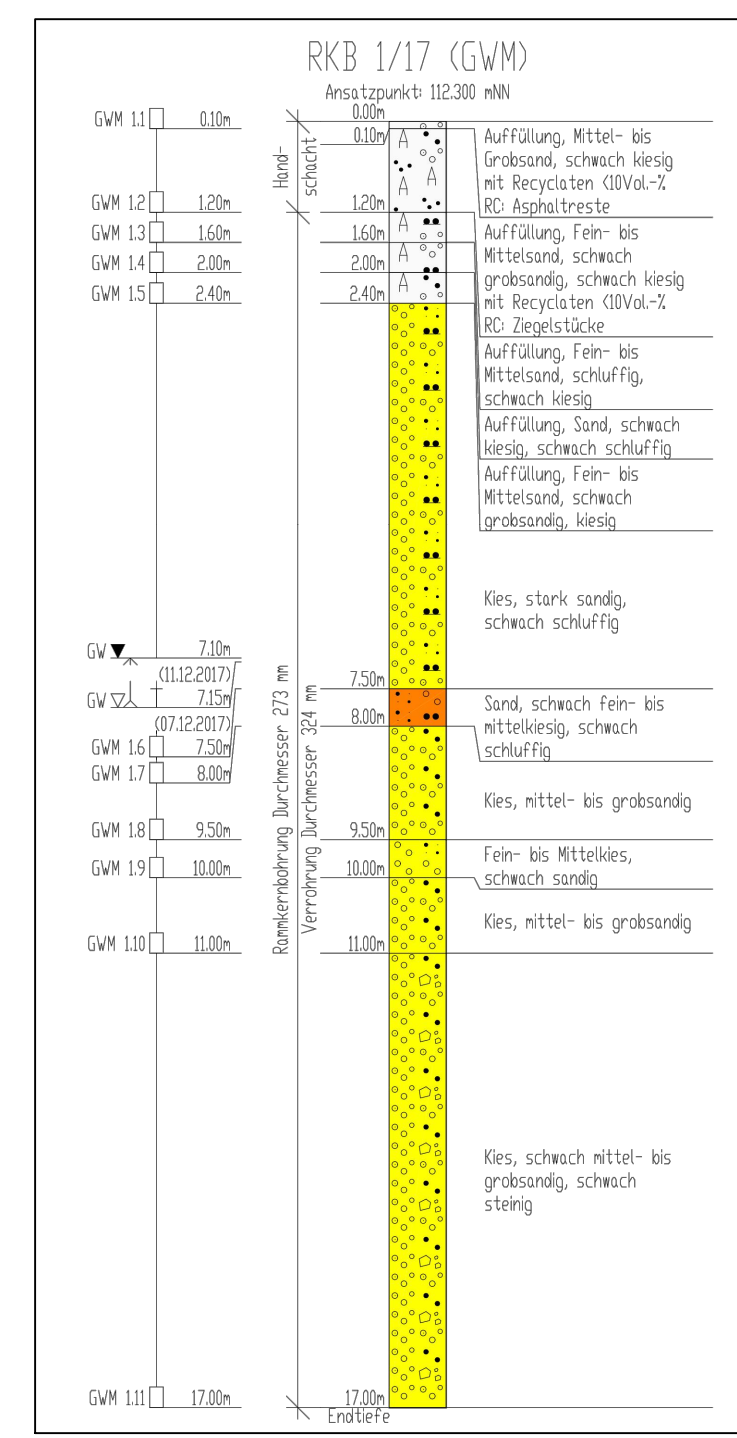 RKB 1/17 (GWM)
Ansatzpunkt: 112.300 mNN
GWM 1.1 0.10m
GWM 1.2 1.20m
GWM 1.3 1.60m
GWM 1.4 2.00m
GWM 1.5 2.40m
GW 7.10m
(11.12.2017)
GW 7.15m
(07.12.2017)
GWM 1.6 7.50m
GWM 1.7 8.00m
GWM 1.8 9.50m
GWM 1.9 10.00m
GWM 1.10 11.00m
GWM 1.11 17.00m
Hand-
schacht
Rammkernbohrung Durchmesser 273 mm
Verrohrung Durchmesser 324 mm
0.00m
0.10m
1.20m
1.60m
2.00m
2.40m
7.50m
8.00m
9.50m
10.00m
11.00m
17.00m
Endtiefe
A
A
A
A
A
A
Auffüllung, Mittel- bis
Grobsand, schwach kiesig
mit Recyclaten <10Vol.-%
RC: Asphaltreste
Auffüllung, Fein- bis
Mittelsand, schwach
grobsandig, schwach kiesig
mit Recyclaten <10Vol.-%
RC: Ziegelstücke
Auffüllung, Fein- bis
Mittelsand, schluffig,
schwach kiesig
Auffüllung, Sand, schwach
kiesig, schwach schluffig
Auffüllung, Fein- bis
Mittelsand, schwach
grobsandig, kiesig
Kies, stark sandig,
schwach schluffig
Sand, schwach fein- bis
mittelkiesig, schwach
schluffig
Kies, mittel- bis grobsandig
Fein- bis Mittelkies,
schwach sandig
Kies, mittel- bis grobsandig
Kies, schwach mittel- bis
grobsandig, schwach
steinig